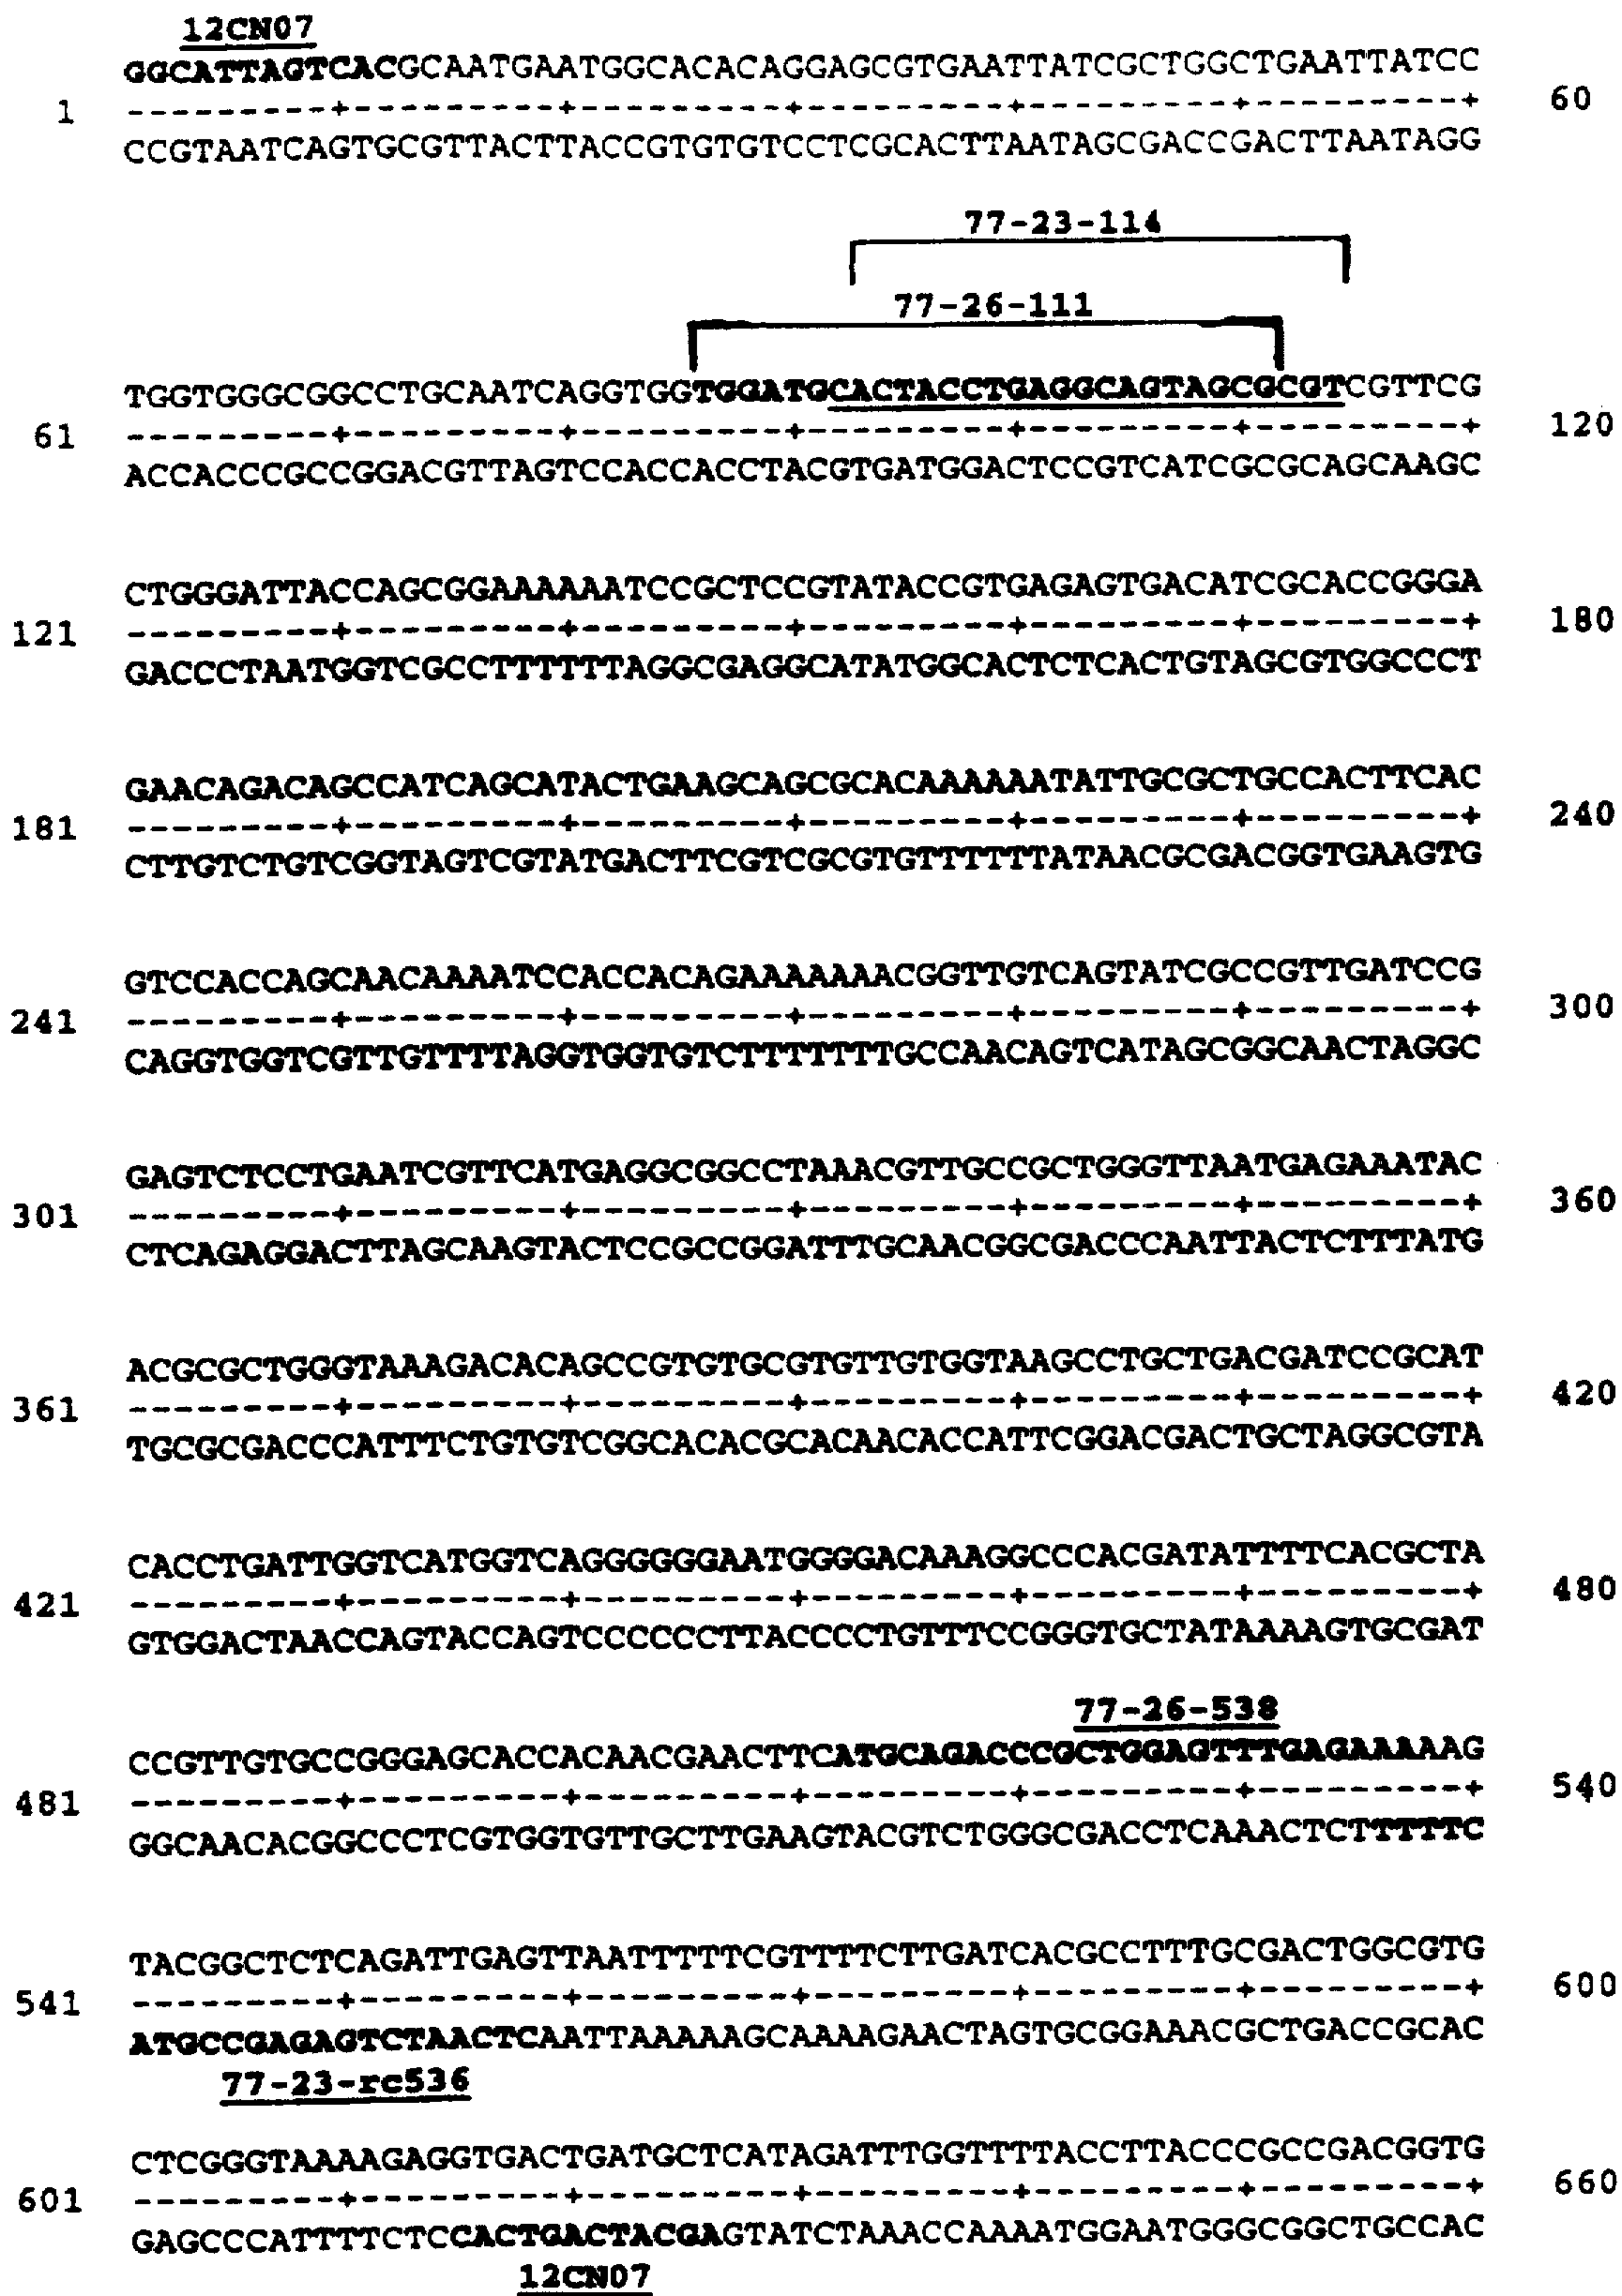 12CN07
GGCATTAGTCACGCAATGAATGGCACACAGGAGCGTGAATTATCGCTGGCTGAATTATCC
1 ---------+---------+---------+---------+---------+---------+ 60
CCGTAATCAGTGCGTTACTTACCGTGTGTCCTCGCACTTAATAGCGACCGACTTAATAGG
77-23-114
77-26-111
TGGTGGGCGGCCTGCAATCAGGTGGTGGATGCACTACCTGAGGCAGTAGCGCGTCGTTCG
61 ---------+---------+---------+---------+---------+---------+ 120
ACCACCCGCCGGACGTTAGTCCACCACCTACGTGATGGACTCCGTCATCGCGCAGCAAGC
CTGGGATTACCAGCGGAAAAAATCCGCTCCGTATACCGTGAGAGTGACATCGCACCGGGA
121 ---------+---------+---------+---------+---------+---------+ 180
GACCCTAATGGTCGCCTTTTTTAGGCGAGGCATATGGCACTCTCACTGTAGCGTGGCCCT
GAACAGACAGCCATCAGCATACTGAAGCAGCGCACAAAAAATATTGCGCTGCCACTTCAC
181 ---------+---------+---------+---------+---------+---------+ 240
CTTGTCTGTCGGTAGTCGTATGACTTCGTCGCGTGTTTTTTATAACGCGACGGTGAAGTG
GTCCACCAGCAACAAAATCCACCACAGAAAAAAACGGTTGTCAGTATCGCCGTTGATCCG
241 ---------+---------+---------+---------+---------+---------+ 300
CAGGTGGTCGTTGTTTTAGGTGGTGTCTTTTTTTGCCAACAGTCATAGCGGCAACTAGGC
GAGTCTCCTGAATCGTTCATGAGGCGGCCTAAACGTTGCCGCTGGGTTAATGAGAAATAC
301 ---------+---------+---------+---------+---------+---------+ 360
CTCAGAGGACTTAGCAAGTACTCCGCCGGATTTGCAACGGCGACCCAATTACTCTTTATG
ACGCGCTGGGTAAAGACACAGCCGTGTGCGTGTTGTGGTAAGCCTGCTGACGATCCGCAT
361 ---------+---------+---------+---------+---------+---------+ 420
TGCGCGACCCATTTCTGTGTCGGCACACGCACAACACCATTCGGACGACTGCTAGGCGTA
CACCTGATTGGTCATGGTCAGGGGGGAATGGGGACAAAGGCCCACGATATTTTCACGCTA
421 ---------+---------+---------+---------+---------+---------+ 480
GTGGACTAACCAGTACCAGTCCCCCCTTACCCCTGTTTCCGGGTGCTATAAAAGTGCGAT
77-26-538
CCGTTGTGCCGGGAGCACCACAACGAACTTCATGCAGACCCGCTGGAGTTTGAGAAAAAG
481 ---------+---------+---------+---------+---------+---------+ 540
GGCAACACGGCCCTCGTGGTGTTGCTTGAAGTACGTCTGGGCGACCTCAAACTCTTTTTC
TACGGCTCTCAGATTGAGTTAATTTTTCGTTTTCTTGATCACGCCTTTGCGACTGGCGTG
541 ---------+---------+---------+---------+---------+---------+ 600
ATGCCGAGAGTCTAACTCAATTAAAAAGCAAAAGAACTAGTGCGGAAACGCTGACCGCAC
77-23-rc536
CTCGGGTAAAAGAGGTGACTGATGCTCATAGATTTGGTTTTACCTTACCCGCCGACGGTG
601 ---------+---------+---------+---------+---------+---------+ 660
GAGCCCATTTTCTCCACTGACTACGAGTATCTAAACCAAAATGGAATGGGCGGCTGCCAC
12CN07